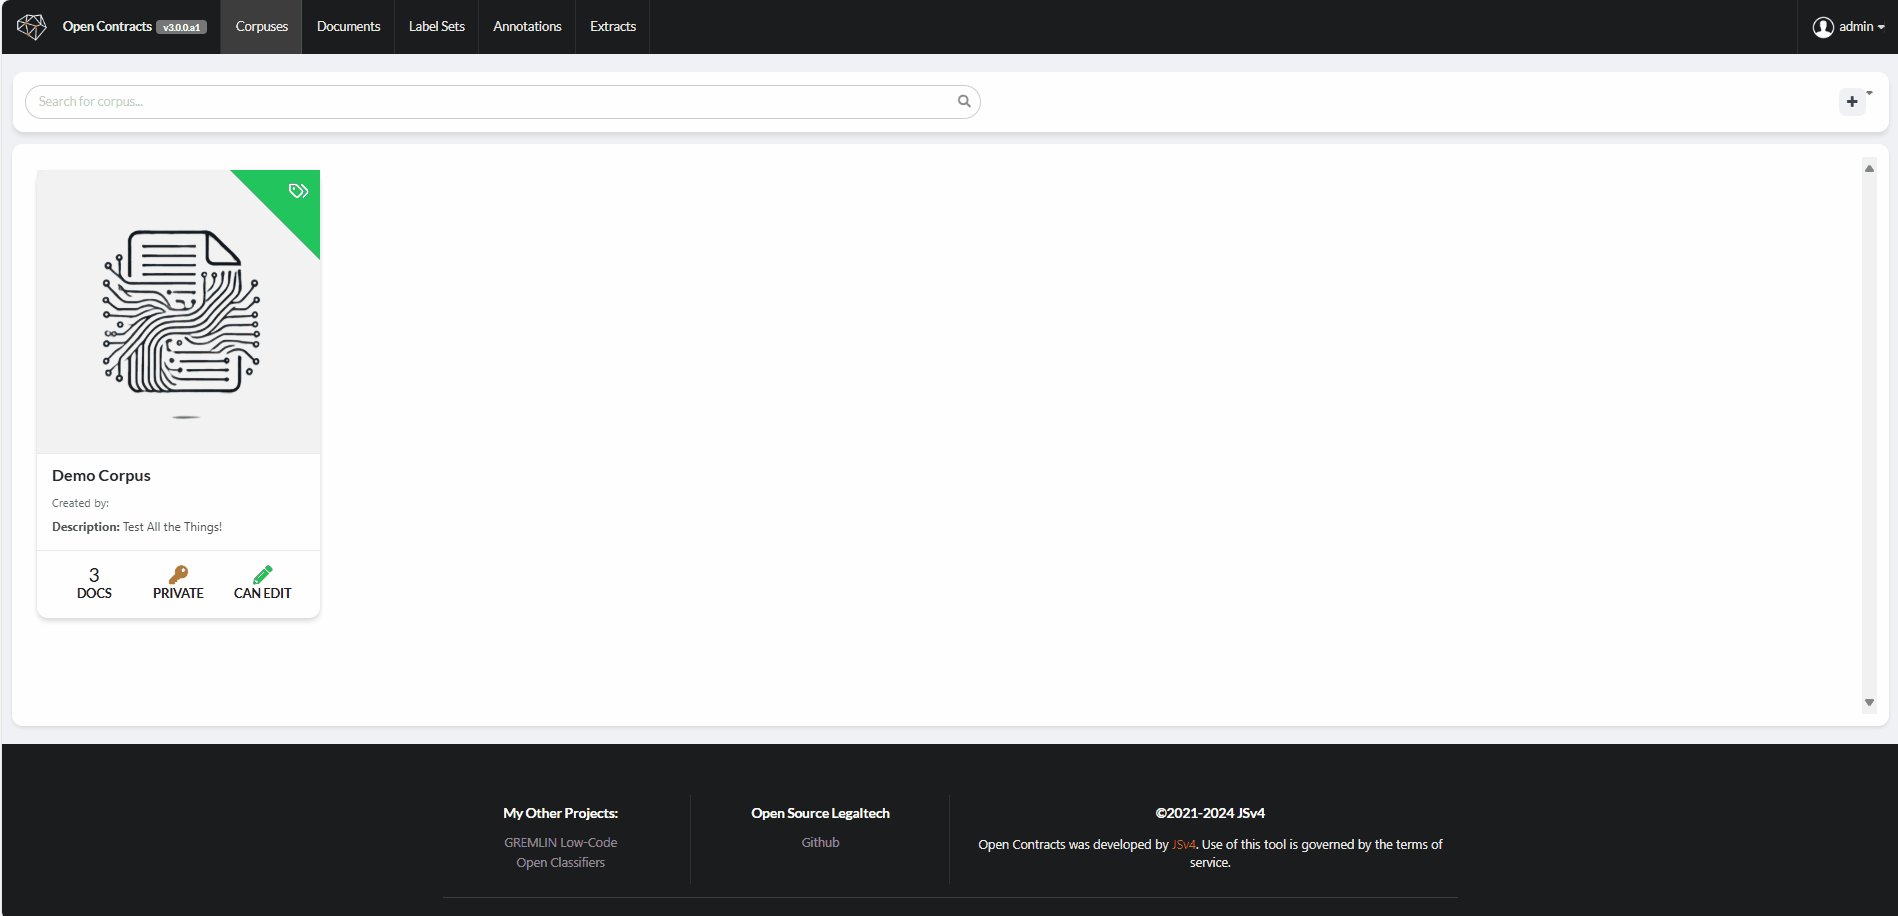 Open Contracts v3.0.0.a1 Corpuses Documents Label Sets Annotations Extracts admin
Search for corpus...
Demo Corpus
Created by:
Description: Test All the Things!
3
DOCS PRIVATE CAN EDIT
My Other Projects:
GREMLIN Low-Code
Open Classifiers
Open Source Legaltech
Github
©2021-2024 JSv4
Open Contracts was developed by JSv4. Use of this tool is governed by the terms of
service.